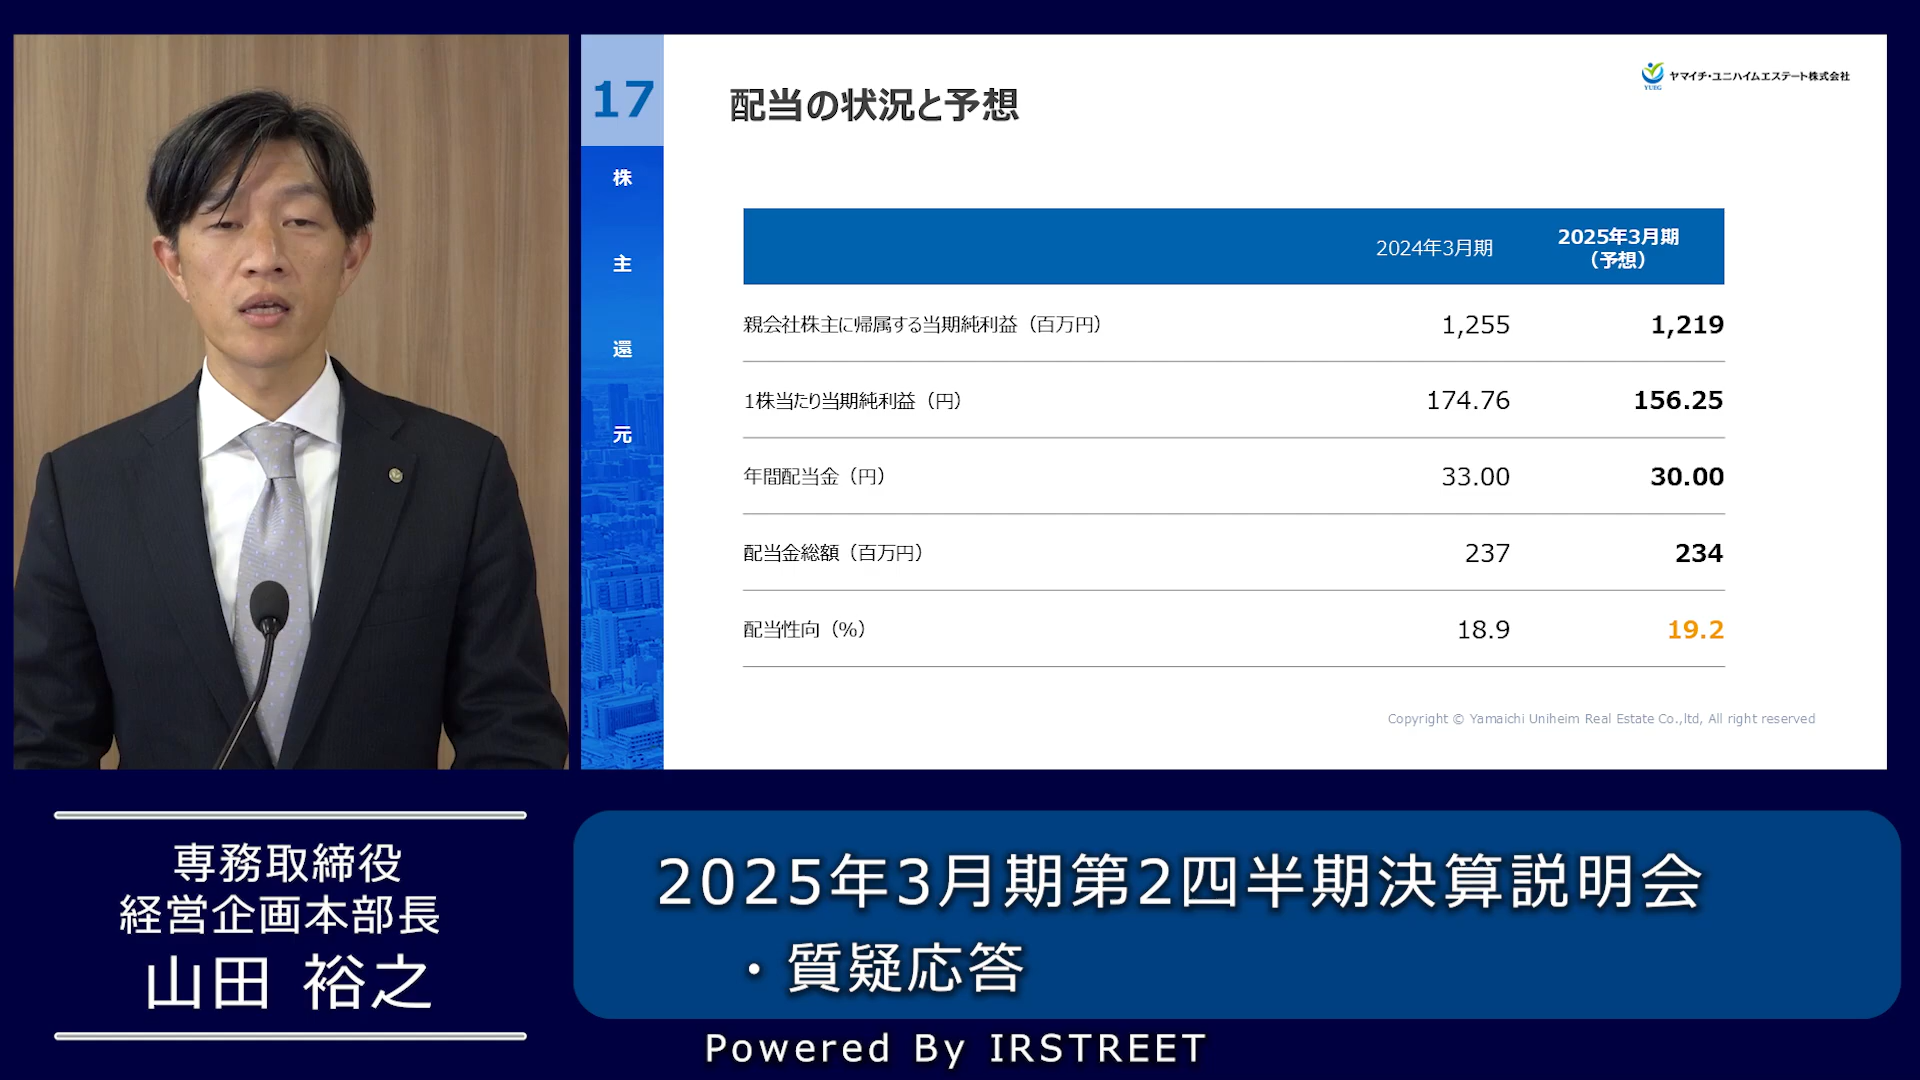 17
株
主
還
元
配当の状況と予想
YUEG
ヤマイチ・ユニハイムエステート株式会社
2024年3月期
2025年3月期
（予想）
親会社株主に帰属する当期純利益（百万円） 1,255 1,219
1株当たり当期純利益（円） 174.76 156.25
年間配当金（円） 33.00 30.00
配当金総額（百万円） 237 234
配当性向（%） 18.9 19.2
Copyright © Yamaichi Uniheim Real Estate Co.,ltd, All right reserved
専務取締役
経営企画本部長
山田 裕之
2025年3月期第2四半期決算説明会
・質疑応答
Powered By IRSTREET